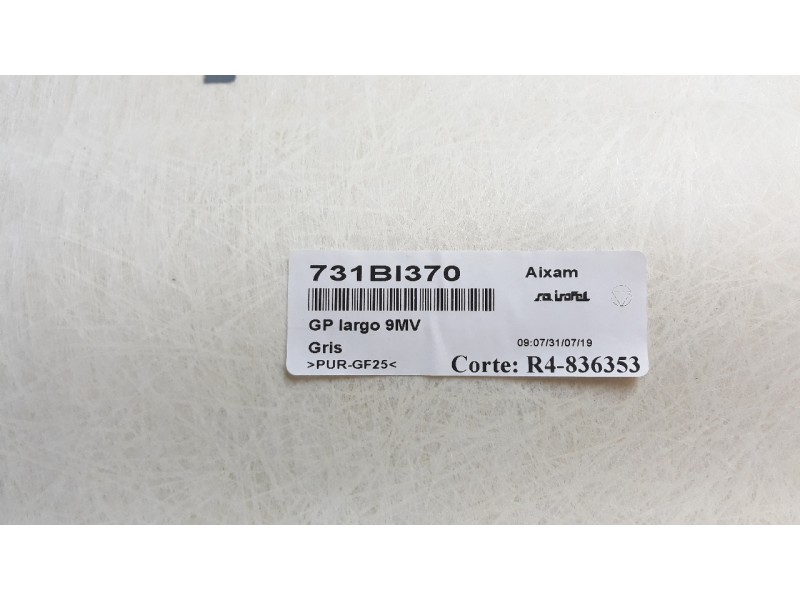 731BI370
Aixam
GP largo 9MV
Gris
09:07/31/07/19
>PUR-GF25<
Corte: R4-836353